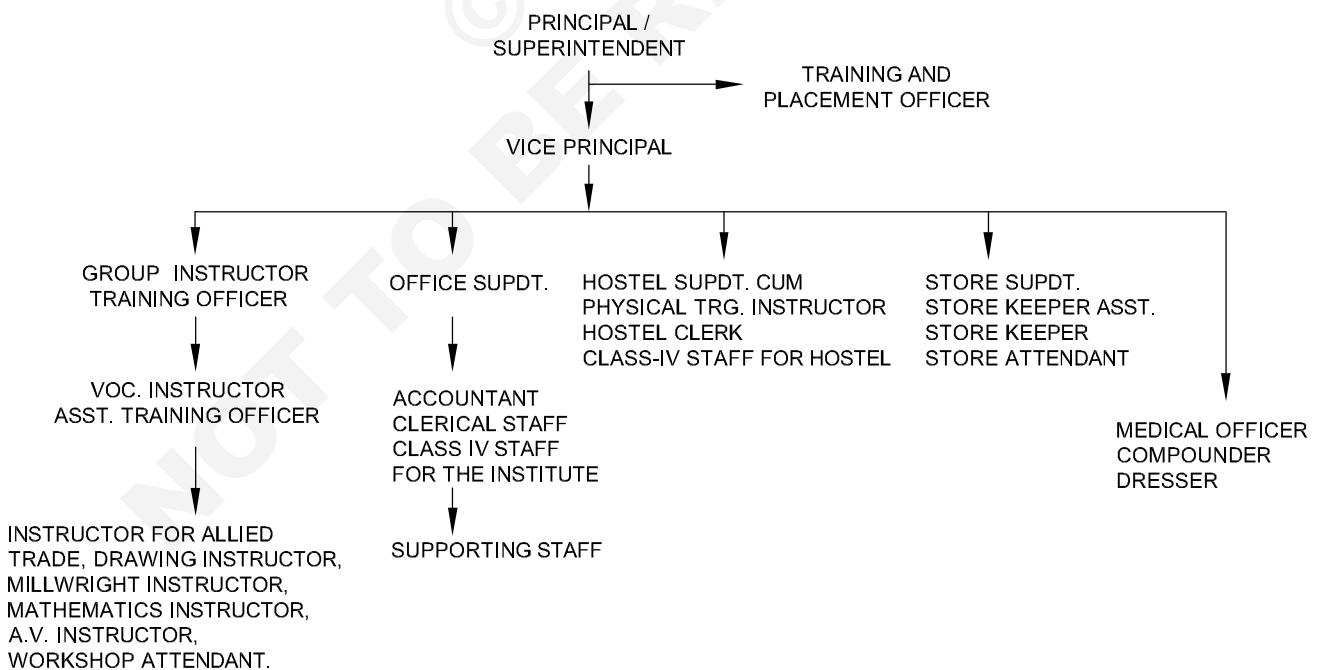 PRINCIPAL /
SUPERINTENDENT
TRAINING AND
PLACEMENT OFFICER
VICE PRINCIPAL
GROUP INSTRUCTOR
TRAINING OFFICER
OFFICE SUPDT.
HOSTEL SUPDT. CUM
PHYSICAL TRG. INSTRUCTOR
HOSTEL CLERK
CLASS-IV STAFF FOR HOSTEL
STORE SUPDT.
STORE KEEPER ASST.
STORE KEEPER
STORE ATTENDANT
VOC. INSTRUCTOR
ASST. TRAINING OFFICER
ACCOUNTANT
CLERICAL STAFF
CLASS IV STAFF
FOR THE INSTITUTE
MEDICAL OFFICER
COMPOUNDER
DRESSER
INSTRUCTOR FOR ALLIED
TRADE, DRAWING INSTRUCTOR,
MILLWRIGHT INSTRUCTOR,
MATHEMATICS INSTRUCTOR,
A.V. INSTRUCTOR,
WORKSHOP ATTENDANT.
SUPPORTING STAFF
©
NOT TO BE